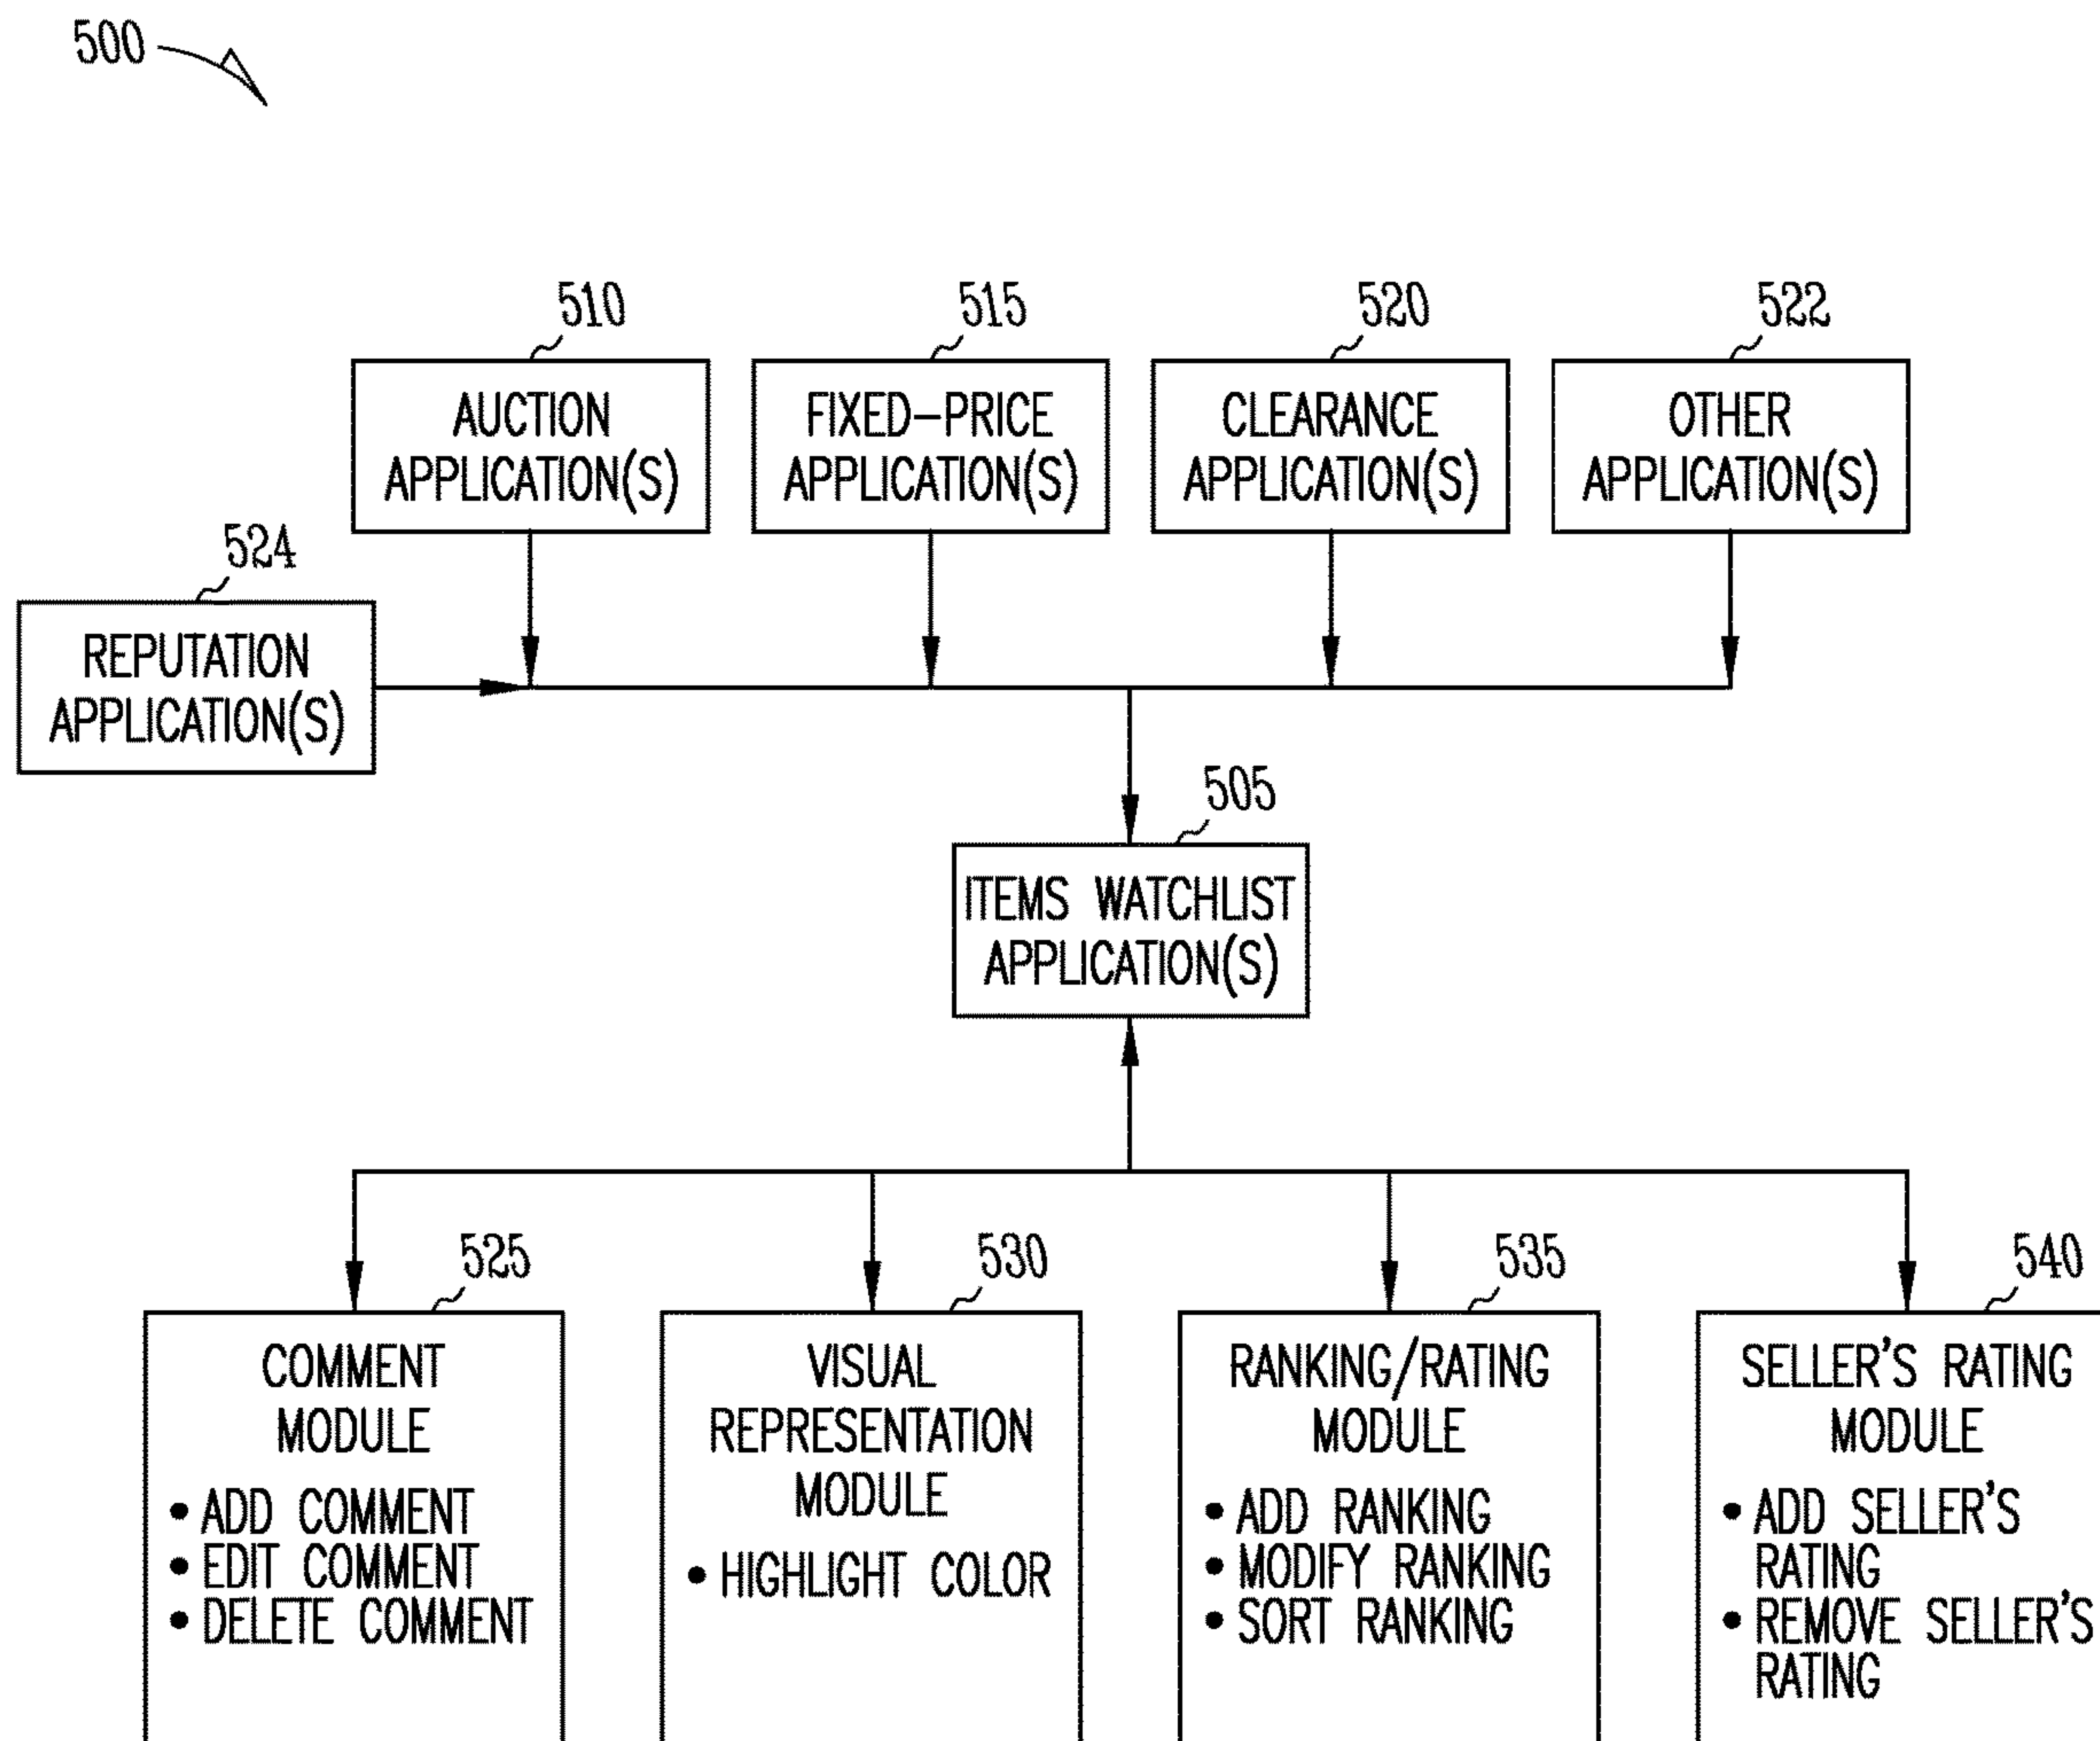 500
510
515
520
522
AUCTION
APPLICATION(S)
FIXED-PRICE
APPLICATION(S)
CLEARANCE
APPLICATION(S)
OTHER
APPLICATION(S)
524
REPUTATION
APPLICATION(S)
505
ITEMS WATCHLIST
APPLICATION(S)
525
530
535
540
COMMENT
MODULE
• ADD COMMENT
• EDIT COMMENT
• DELETE COMMENT
VISUAL
REPRESENTATION
MODULE
• HIGHLIGHT COLOR
RANKING/RATING
MODULE
• ADD RANKING
• MODIFY RANKING
• SORT RANKING
SELLER'S RATING
MODULE
• ADD SELLER'S
RATING
• REMOVE SELLER'S
RATING